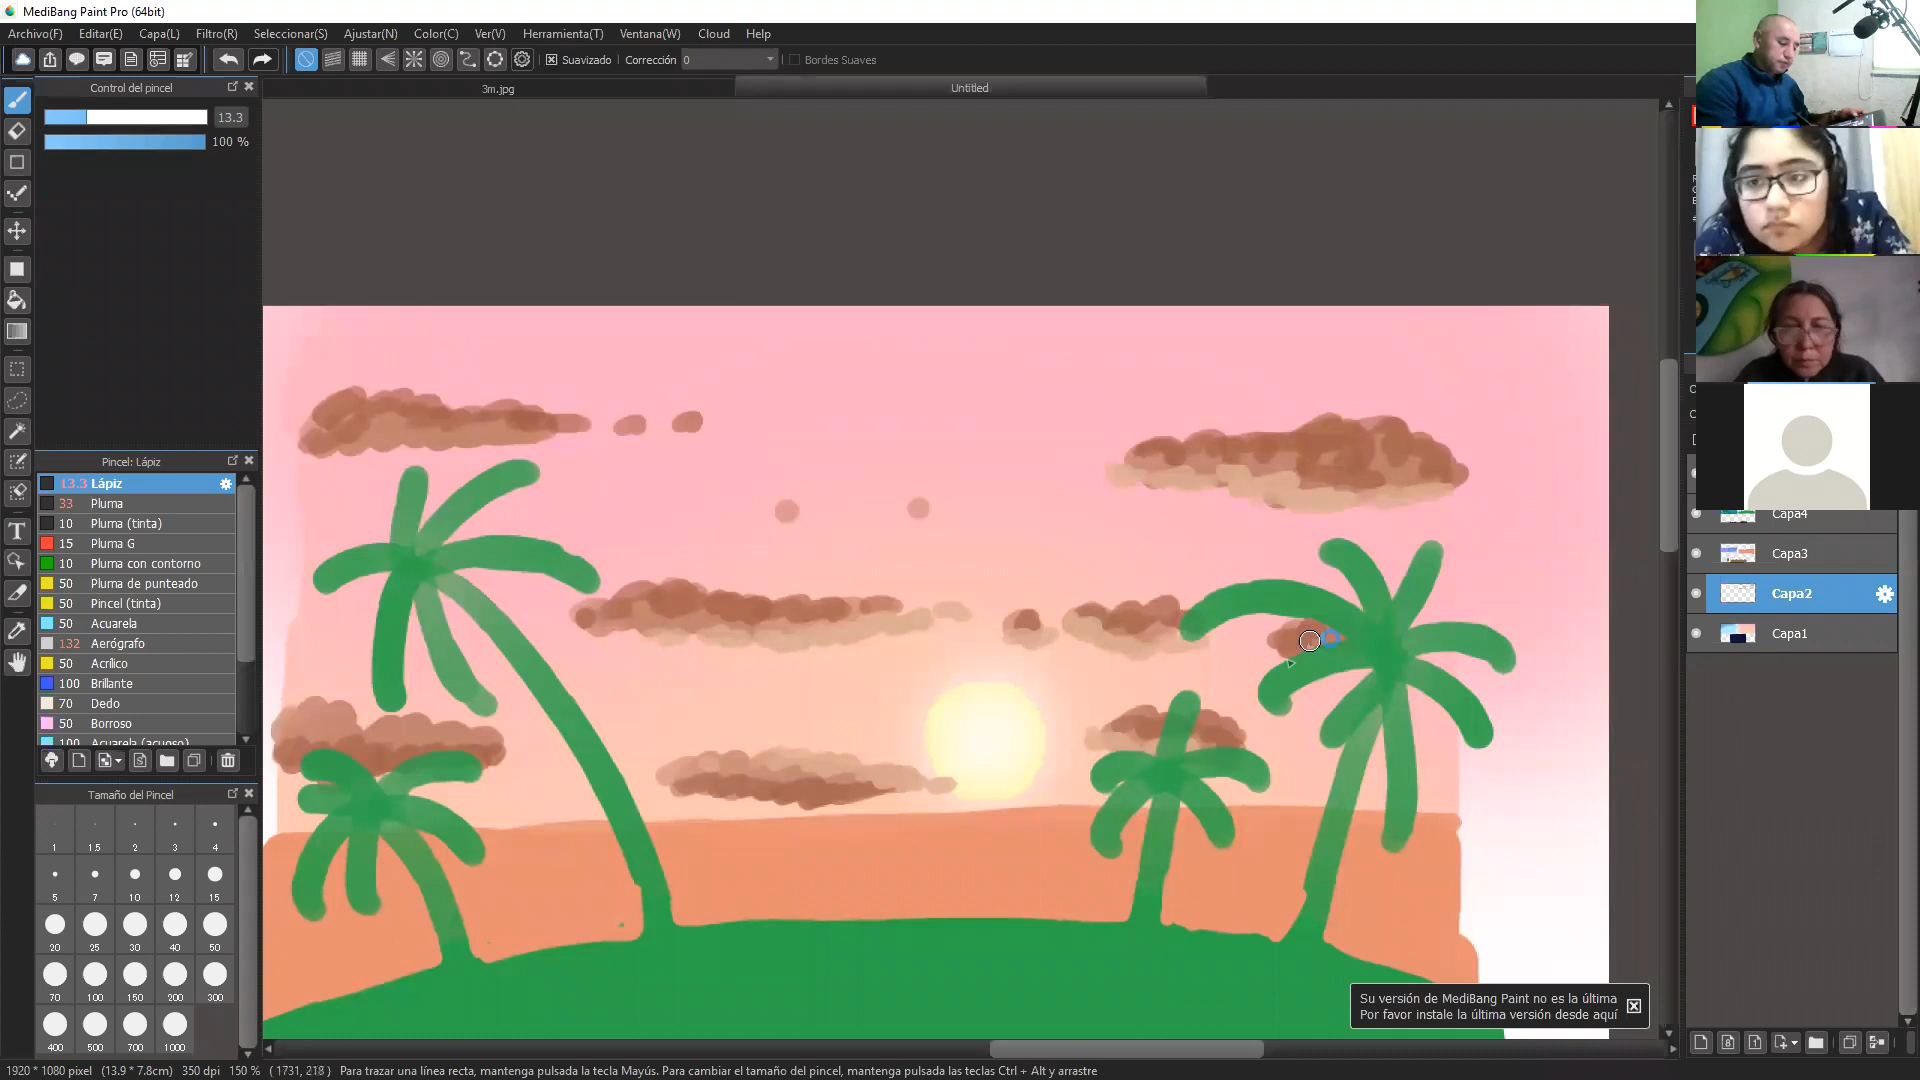 MediBang Paint Pro (64bit)
Archivo(F) Editar(E) Capa(L) Filtro(R) Seleccionar(S) Ajustar(N) Color(C) Ver(V) Herramienta(T) Ventana(W) Cloud Help
Suavizado Corrección 0 Bordes Suaves
Control del pincel
3m.jpg
Untitled
13.3
100 %
Pincel: Lápiz
13.3 Lápiz
33 Pluma
10 Pluma (tinta)
15 Pluma G
10 Pluma con contorno
50 Pluma de punteado
50 Pincel (tinta)
50 Acuarela
132 Aerógrafo
50 Acrílico
100 Brillante
70 Dedo
50 Borroso
100 Acuarela (acuoso)
Tamaño del Pincel
1 1.5 2 3 4
5 7 10 12 15
20 25 30 40 50
70 100 150 200 300
400 500 700 1000
Capa4
Capa3
Capa2
Capa1
Su versión de MediBang Paint no es la última
Por favor instale la última versión desde aquí
1920 * 1080 pixel (13.9 * 7.8cm) 350 dpi 150 % ( 1731, 218 ) Para trazar una línea recta, mantenga pulsada la tecla Mayús. Para cambiar el tamaño del pincel, mantenga pulsada las teclas Ctrl + Alt y arrastre